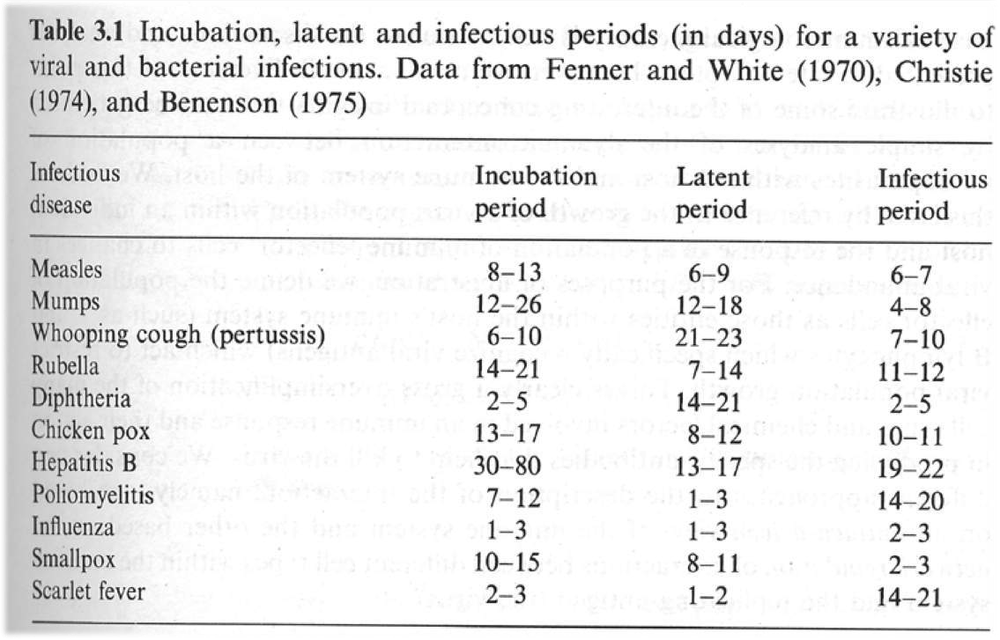 Table 3.1 Incubation, latent and infectious periods (in days) for a variety of
viral and bacterial infections. Data from Fenner and White (1970), Christie
(1974), and Benenson (1975)
Infectious disease Incubation period Latent period Infectious period
Measles 8–13 6–9 6–7
Mumps 12–26 12–18 4–8
Whooping cough (pertussis) 6–10 21–23 7–10
Rubella 14–21 7–14 11–12
Diphtheria 2–5 14–21 2–5
Chicken pox 13–17 8–12 10–11
Hepatitis B 30–80 13–17 19–22
Poliomyelitis 7–12 1–3 14–20
Influenza 1–3 1–3 2–3
Smallpox 10–15 8–11 2–3
Scarlet fever 2–3 1–2 14–21